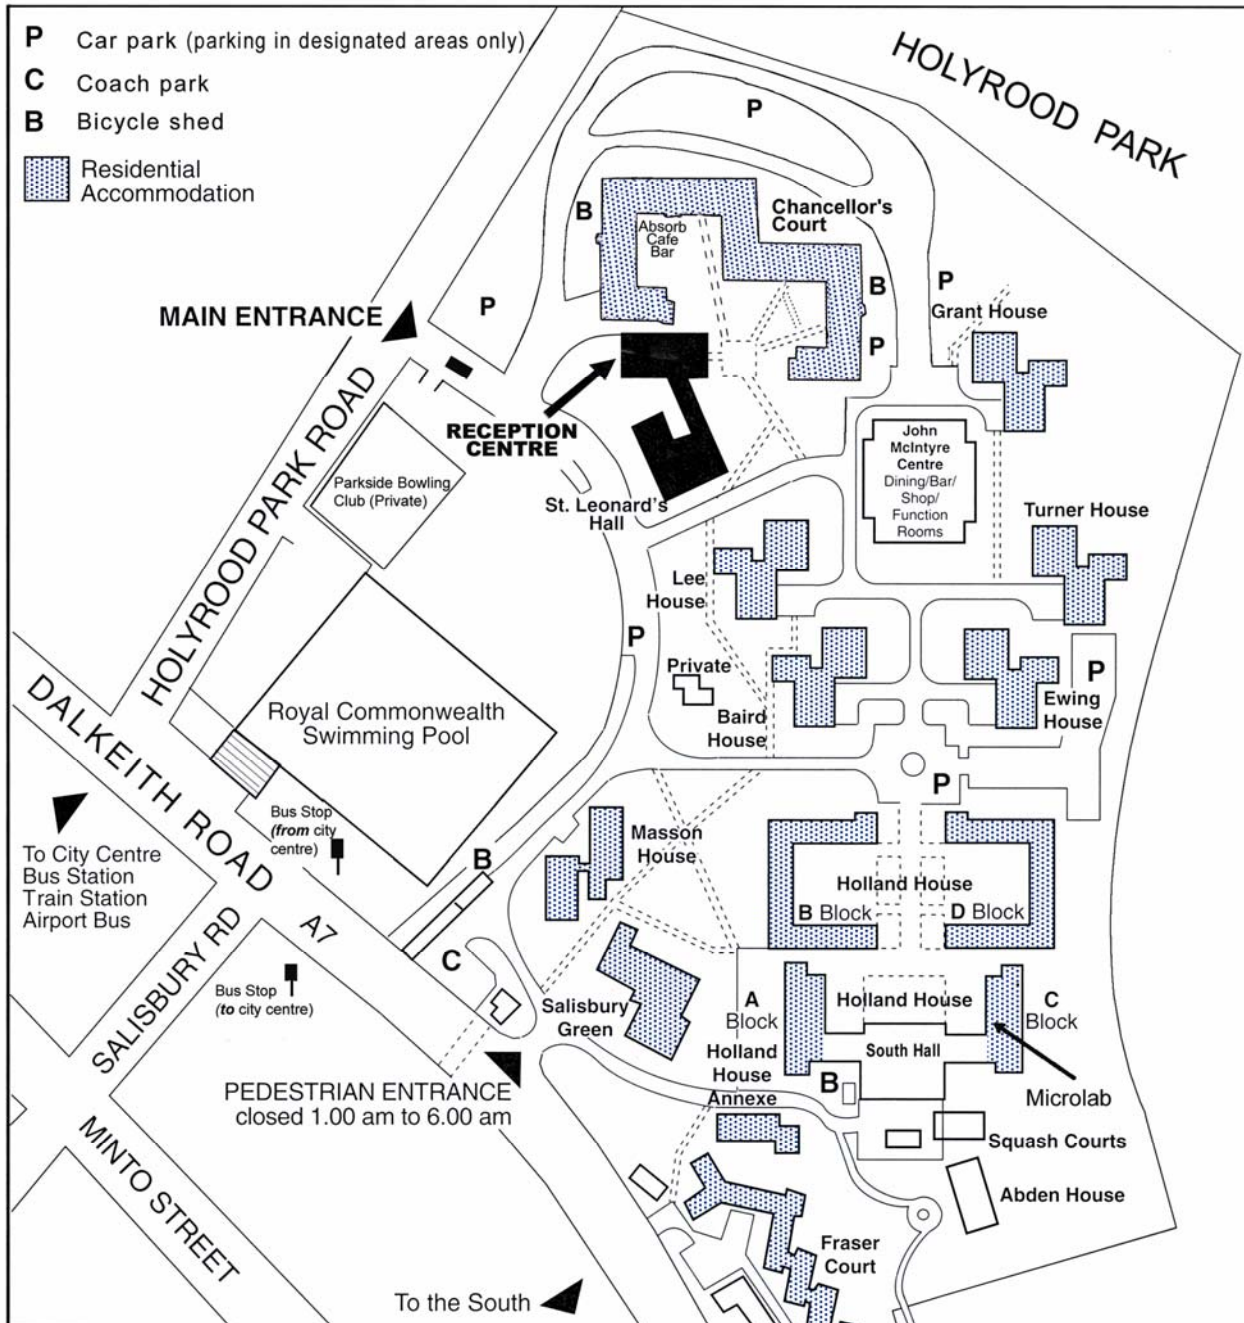 P Car park (parking in designated areas only)
C Coach park
B Bicycle shed
Residential
Accommodation
HOLYROOD PARK
P
Chancellor's
Court
B
Absorb
Cafe
Bar
B
P
P
P
Grant House
MAIN ENTRANCE
HOLYROOD PARK ROAD
RECEPTION
CENTRE
John
McIntyre
Centre
Dining/Bar/
Shop/
Function
Rooms
Parkside Bowling
Club (Private)
St. Leonard's
Hall
Turner House
Lee
House
P
Private
P
Baird
House
Ewing
House
Royal Commonwealth
Swimming Pool
DALKEITH ROAD
A7
P
Bus Stop
(from city
centre)
To City Centre
Bus Station
Train Station
Airport Bus
Masson
House
B
Holland House
B Block
D Block
SALISBURY RD
C
Bus Stop
(to city centre)
Salisbury
Green
A
Block
Holland House
C
Block
South Hall
Holland
House
Annexe
B
Microlab
PEDESTRIAN ENTRANCE
closed 1.00 am to 6.00 am
MINTO STREET
Squash Courts
Abden House
Fraser
Court
To the South